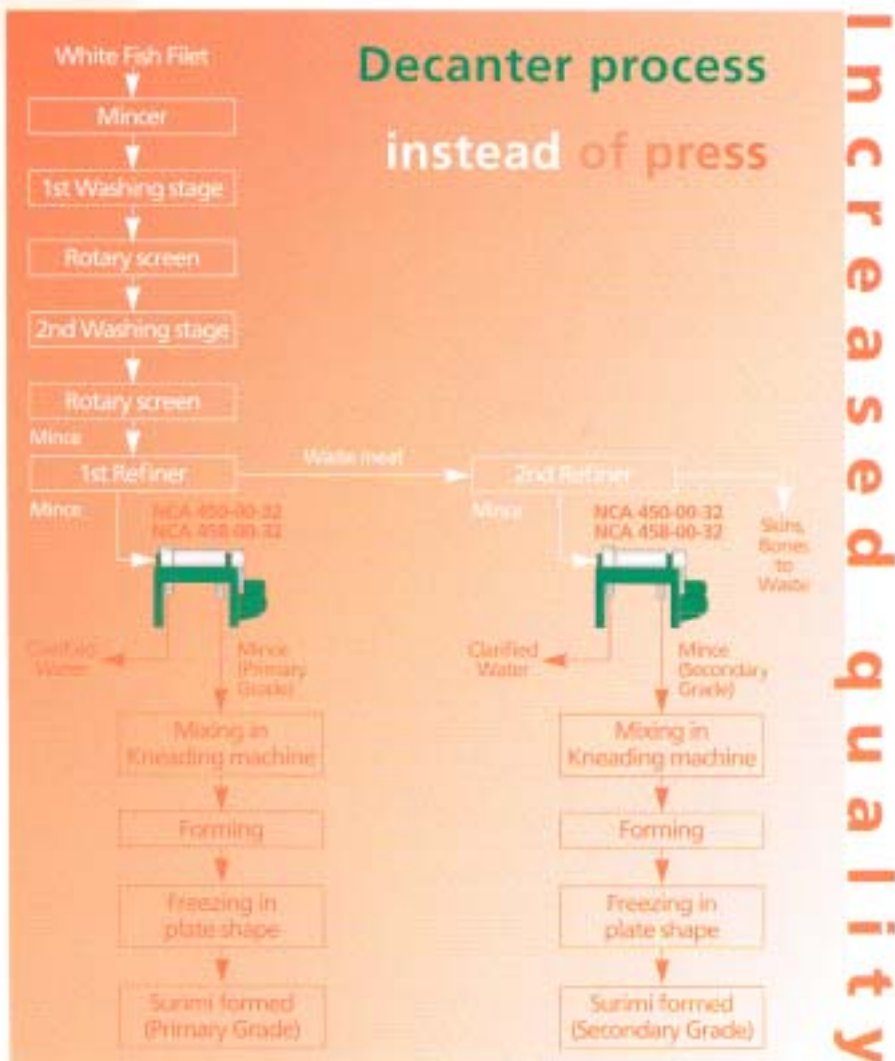 Decanter process
instead of press
White Fish Filet
Mincer
1st Washing stage
Rotary screen
2nd Washing stage
Rotary screen
Mince
1st Refiner
Waste meat
2nd Refiner
Mince
NCA 450-00-32
NCA 458-00-32
Mince
NCA 450-00-32
NCA 458-00-32
Skins,
Bones
to
Waste
Clarified
Water
Mince
(Primary
Grade)
Clarified
Water
Mince
(Secondary
Grade)
Mixing in
Kneading machine
Mixing in
Kneading machine
Forming
Forming
Freezing in
plate shape
Freezing in
plate shape
Surimi formed
(Primary Grade)
Surimi formed
(Secondary Grade)
Increased quality